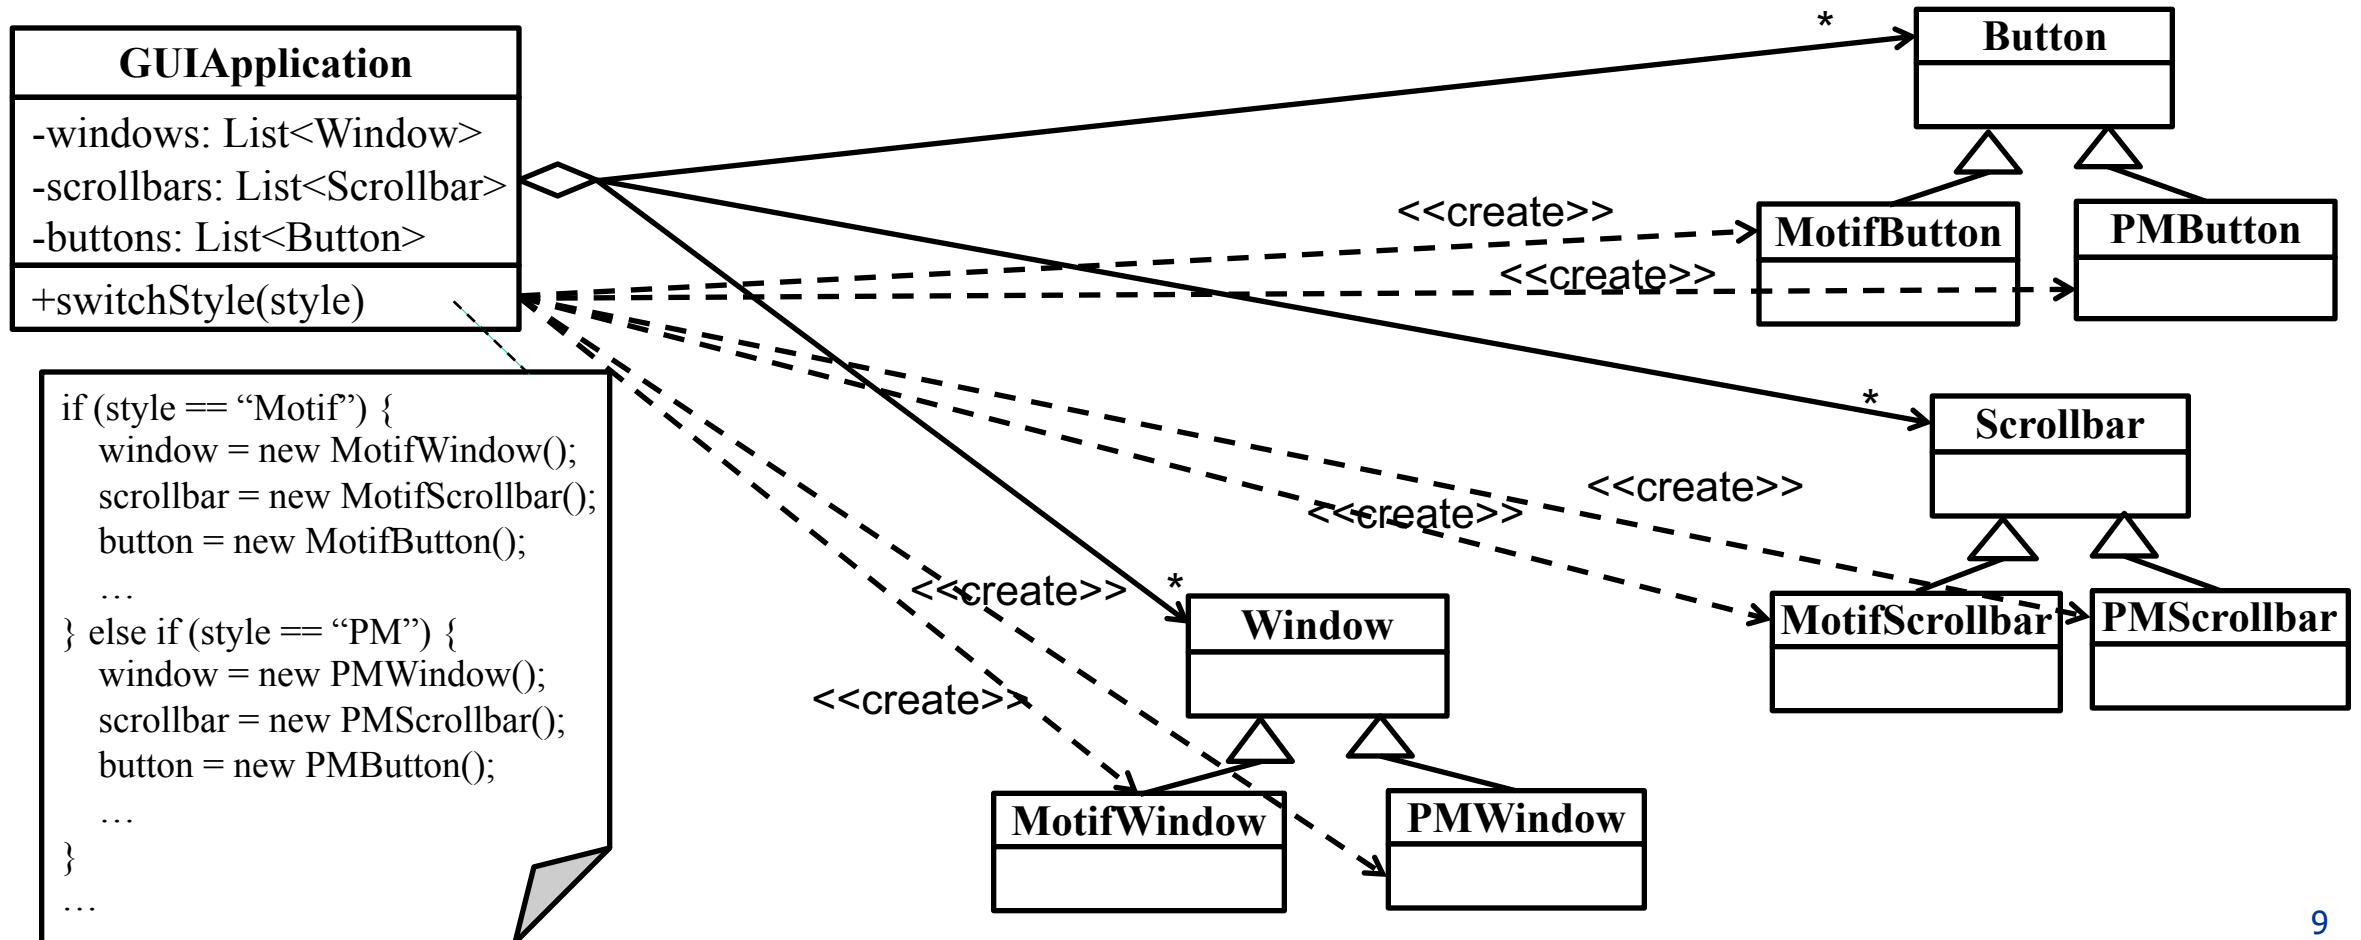 GUIApplication
-windows: List<Window>
-scrollbars: List<Scrollbar>
-buttons: List<Button>
+switchStyle(style)
if (style == “Motif”) {
window = new MotifWindow();
scrollbar = new MotifScrollbar();
button = new MotifButton();
…
} else if (style == “PM”) {
window = new PMWindow();
scrollbar = new PMScrollbar();
button = new PMButton();
…
}
…
*
Button
<<create>>
<<create>>
MotifButton
PMButton
*
Scrollbar
<<create>>
<<create>>
MotifScrollbar
PMScrollbar
<<create>>
*
Window
<<create>>
MotifWindow
PMWindow
9